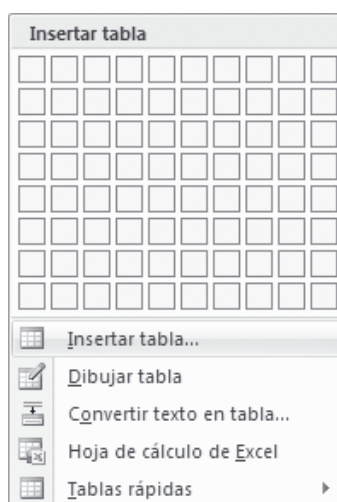 Insertar tabla
Insertar tabla...
Dibujar tabla
Convertir texto en tabla...
Hoja de cálculo de Excel
Tablas rápidas